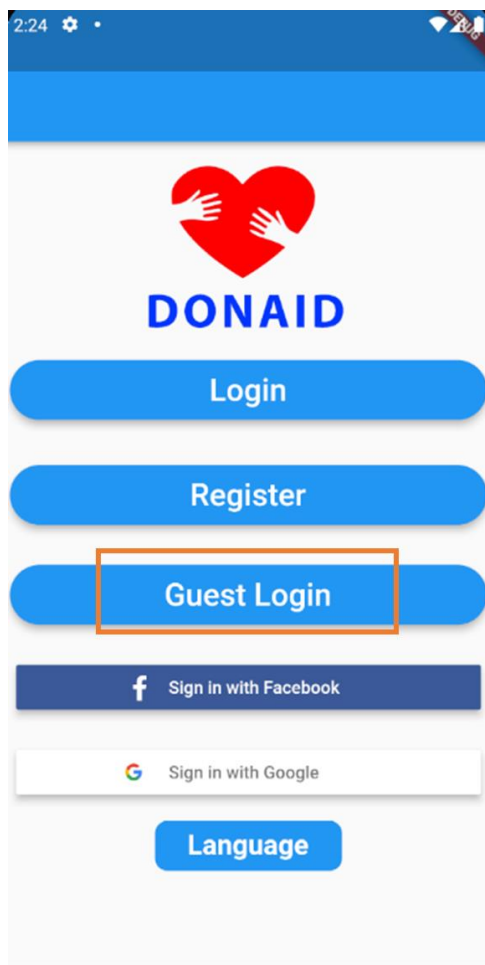 2:24
DEBUG
DONAID
Login
Register
Guest Login
f Sign in with Facebook
G Sign in with Google
Language